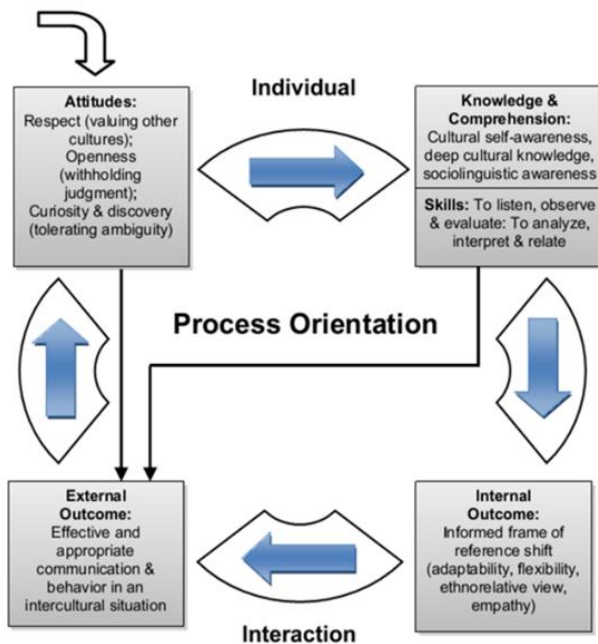 Individual
Attitudes:
Respect (valuing other
cultures);
Openness
(withholding
judgment);
Curiosity & discovery
(tolerating ambiguity)
Knowledge &
Comprehension:
Cultural self-awareness,
deep cultural knowledge,
sociolinguistic awareness
Skills: To listen, observe
& evaluate: To analyze,
interpret & relate
Process Orientation
External
Outcome:
Effective and
appropriate
communication &
behavior in an
intercultural situation
Internal
Outcome:
Informed frame of
reference shift
(adaptability, flexibility,
ethnorelative view,
empathy)
Interaction